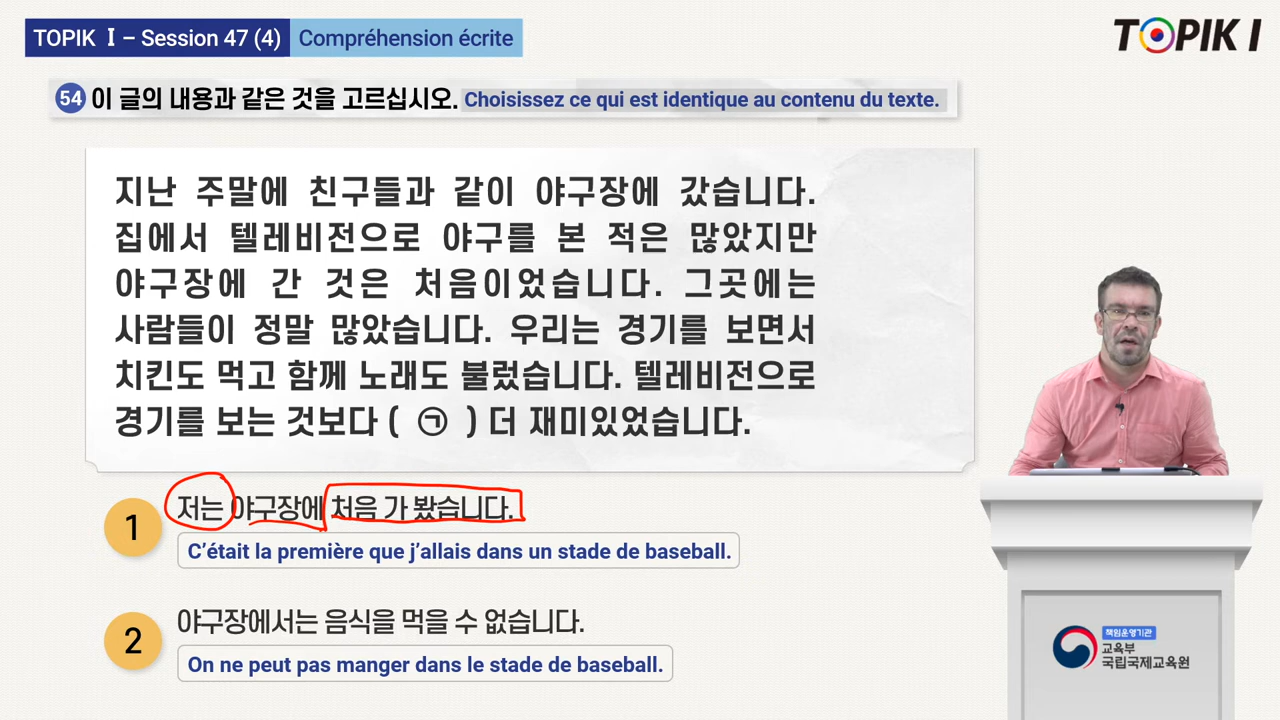 TOPIK Ⅰ – Session 47 (4) Compréhension écrite
TOPIK I
54 이 글의 내용과 같은 것을 고르십시오. Choisissez ce qui est identique au contenu du texte.
지난 주말에 친구들과 같이 야구장에 갔습니다.
집에서 텔레비전으로 야구를 본 적은 많았지만
야구장에 간 것은 처음이었습니다. 그곳에는
사람들이 정말 많았습니다. 우리는 경기를 보면서
치킨도 먹고 함께 노래도 불렀습니다. 텔레비전으로
경기를 보는 것보다 ( ㉠ ) 더 재미있었습니다.
1 저는 야구장에 처음 가 봤습니다.
C’était la première que j’allais dans un stade de baseball.
2 야구장에서는 음식을 먹을 수 없습니다.
On ne peut pas manger dans le stade de baseball.
책임운영기관
교육부
국립국제교육원